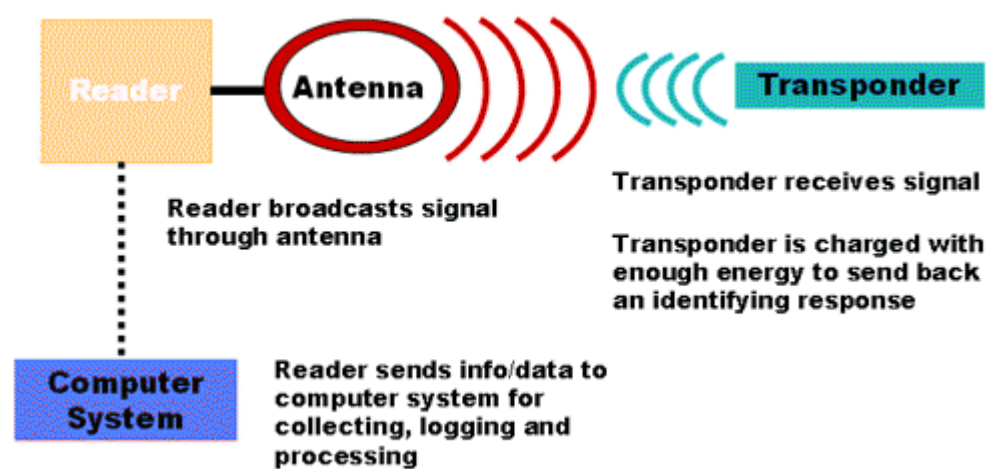 Reader
Antenna
Transponder
Reader broadcasts signal
through antenna
Transponder receives signal
Transponder is charged with
enough energy to send back
an identifying response
Computer
System
Reader sends info/data to
computer system for
collecting, logging and
processing